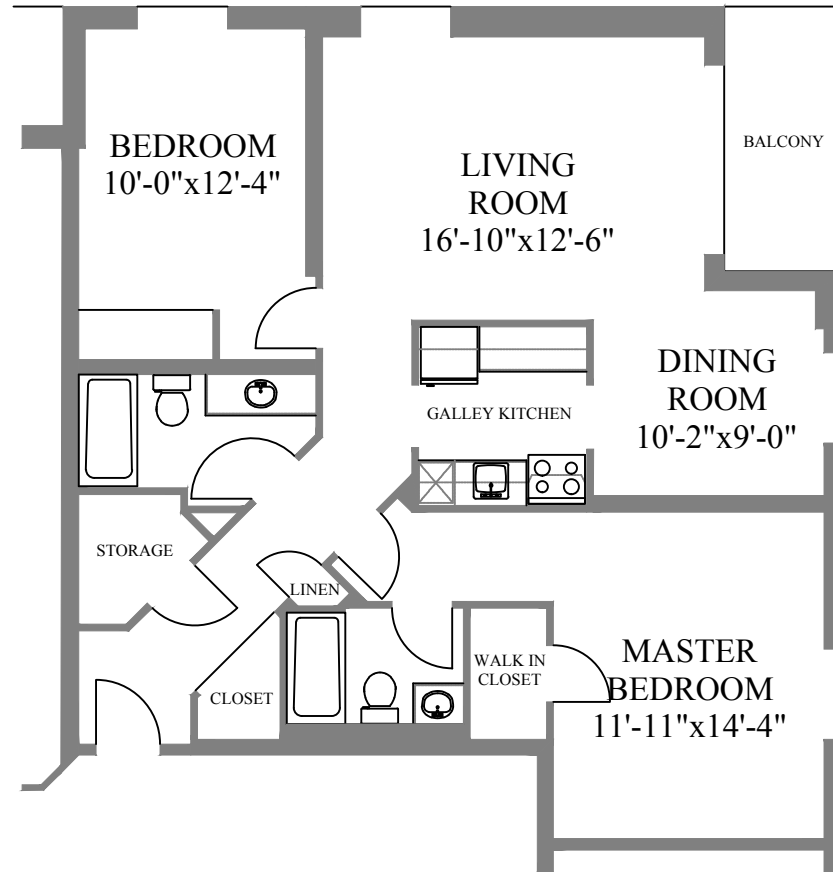 BEDROOM
10'-0"x12'-4"
LIVING
ROOM
16'-10"x12'-6"
BALCONY
DINING
ROOM
10'-2"x9'-0"
GALLEY KITCHEN
STORAGE
LINEN
CLOSET
WALK IN
CLOSET
MASTER
BEDROOM
11'-11"x14'-4"